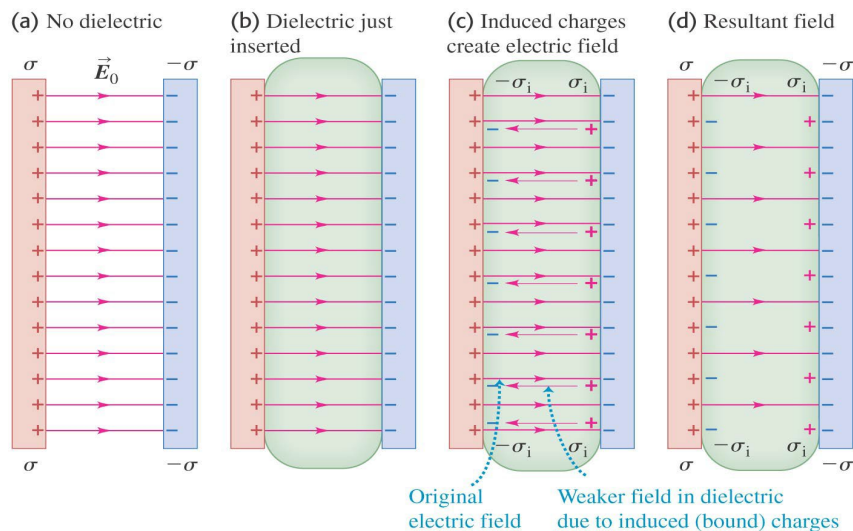 (a) No dielectric
(b) Dielectric just
inserted
(c) Induced charges
create electric field
(d) Resultant field
σ
E⃗₀
−σ
−σᵢ
σᵢ
σ
−σ
−σᵢ
σᵢ
σ
−σ
−σᵢ
σᵢ
σ
−σ
−σᵢ
σᵢ
Original
electric field
Weaker field in dielectric
due to induced (bound) charges